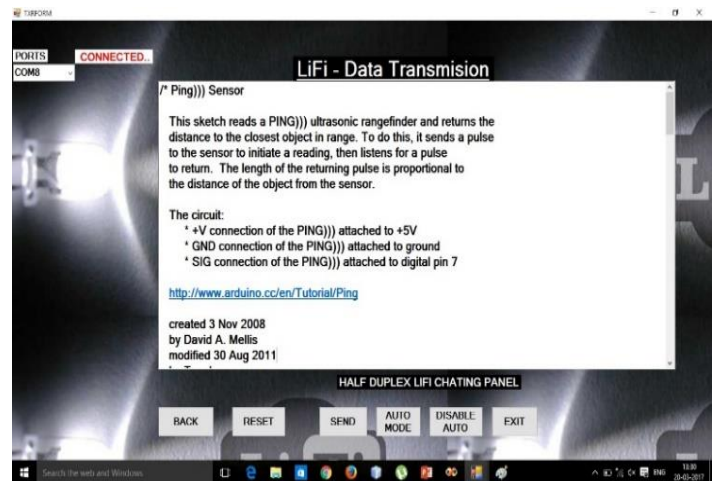 TXRFORM
PORTS CONNECTED..
COM8
LiFi - Data Transmision
/* Ping))) Sensor
This sketch reads a PING))) ultrasonic rangefinder and returns the
distance to the closest object in range. To do this, it sends a pulse
to the sensor to initiate a reading, then listens for a pulse
to return. The length of the returning pulse is proportional to
the distance of the object from the sensor.
The circuit:
* +V connection of the PING))) attached to +5V
* GND connection of the PING))) attached to ground
* SIG connection of the PING))) attached to digital pin 7
http://www.arduino.cc/en/Tutorial/Ping
created 3 Nov 2008
by David A. Mellis
modified 30 Aug 2011
HALF DUPLEX LIFI CHATING PANEL
BACK RESET SEND AUTO MODE DISABLE AUTO EXIT
Search the web and Windows
ENG
20-03-2017